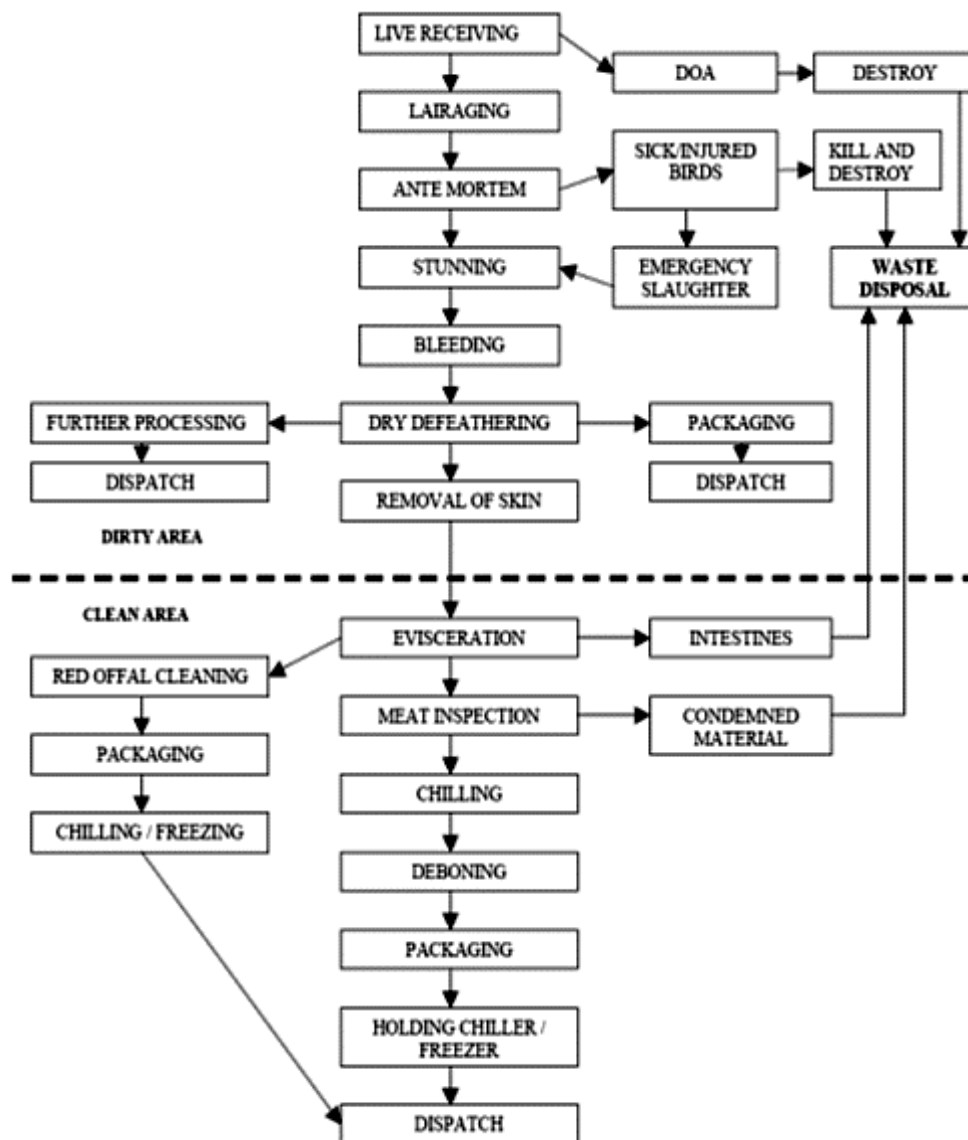 LIVE RECEIVING
DOA
DESTROY
LAIRAGING
SICK/INJURED
BIRDS
KILL AND
DESTROY
ANTE MORTEM
STUNNING
EMERGENCY
SLAUGHTER
WASTE
DISPOSAL
BLEEDING
FURTHER PROCESSING
DRY DEFEATHERING
PACKAGING
DISPATCH
DISPATCH
REMOVAL OF SKIN
DIRTY AREA
CLEAN AREA
EVISCERATION
INTESTINES
RED OFFAL CLEANING
MEAT INSPECTION
CONDEMNED
MATERIAL
PACKAGING
CHILLING
CHILLING / FREEZING
DEBONING
PACKAGING
HOLDING CHILLER /
FREEZER
DISPATCH